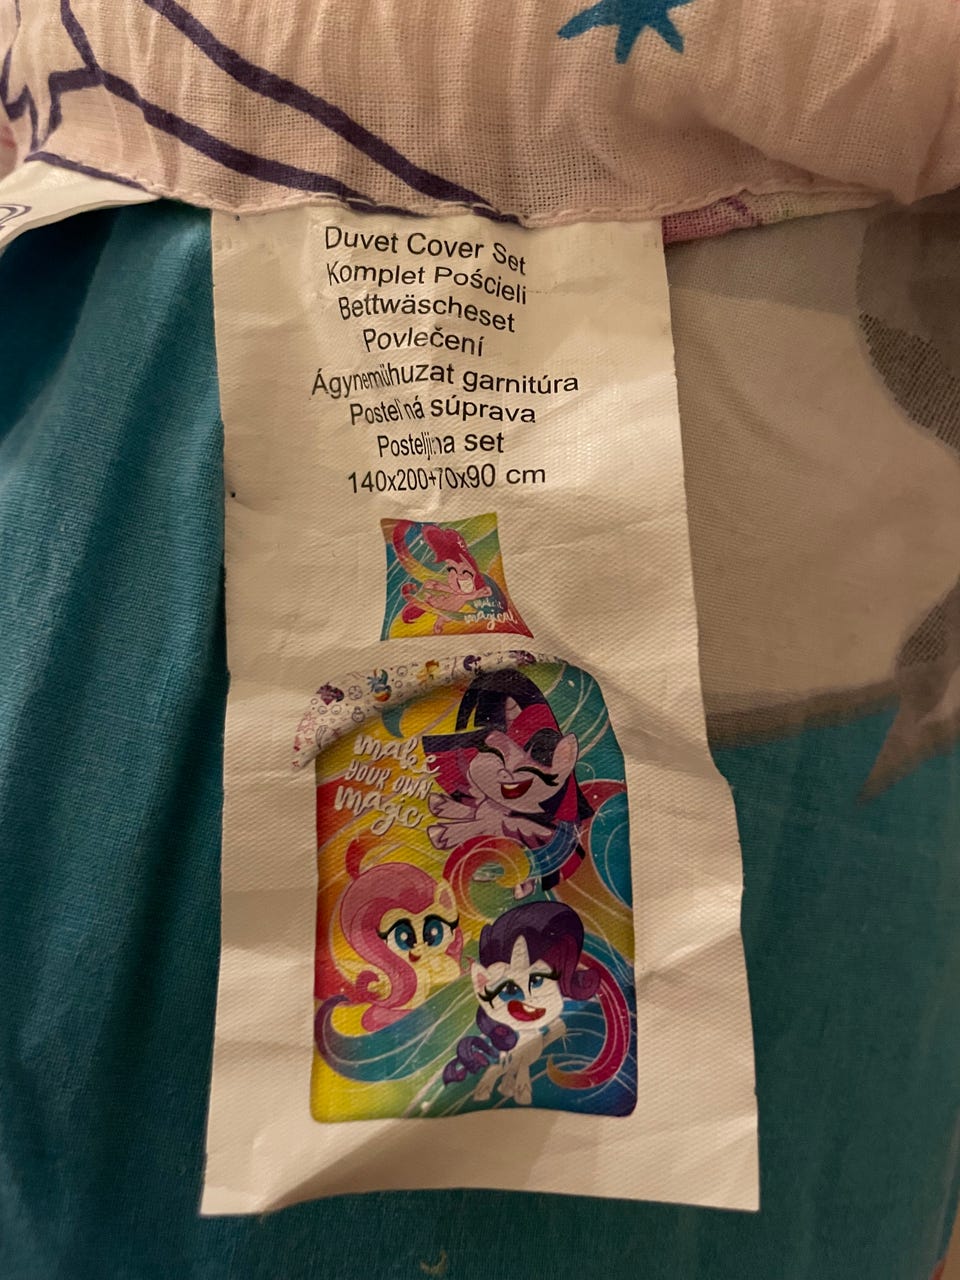 Duvet Cover Set
Komplet Pościeli
Bettwäscheset
Povlečení
Ágyneműhuzat garnitúra
Posteľná súprava
Posteljina set
140x200+70x90 cm
make it
magical
make
YOUR OWN
magic